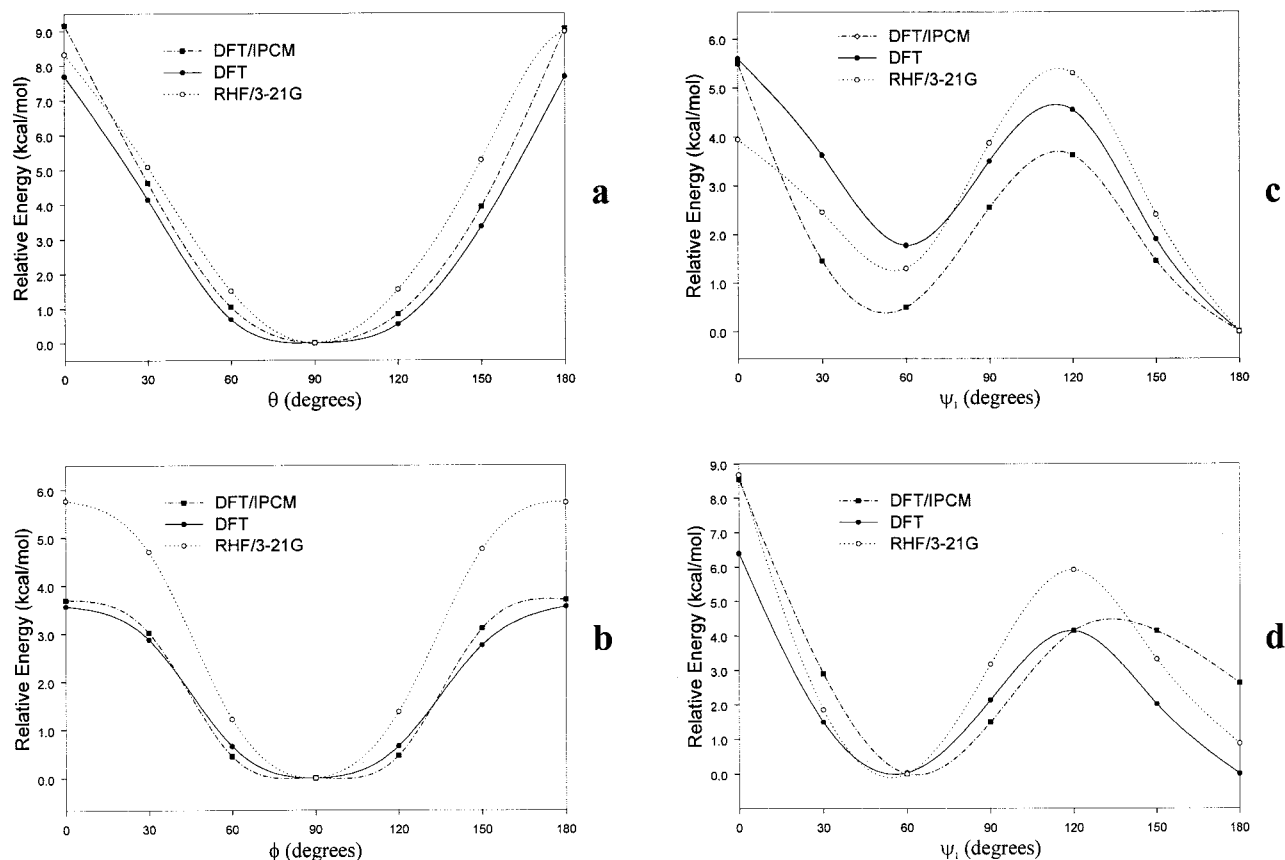 Relative Energy (kcal/mol)
9.0
8.0
7.0
6.0
5.0
4.0
3.0
2.0
1.0
0.0
DFT/IPCM
DFT
RHF/3-21G
0 30 60 90 120 150 180
θ (degrees)
a
Relative Energy (kcal/mol)
6.0
5.0
4.0
3.0
2.0
1.0
0.0
DFT/IPCM
DFT
RHF/3-21G
0 30 60 90 120 150 180
ϕ (degrees)
b
Relative Energy (kcal/mol)
6.0
5.0
4.0
3.0
2.0
1.0
0.0
DFT/IPCM
DFT
RHF/3-21G
0 30 60 90 120 150 180
ψ₁ (degrees)
c
Relative Energy (kcal/mol)
9.0
8.0
7.0
6.0
5.0
4.0
3.0
2.0
1.0
0.0
DFT/IPCM
DFT
RHF/3-21G
0 30 60 90 120 150 180
ψ₁ (degrees)
d